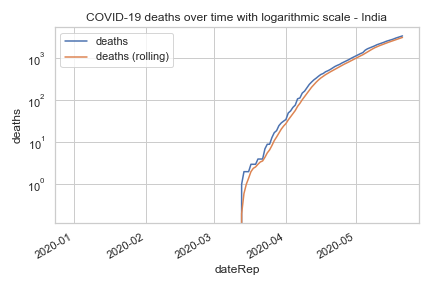 COVID-19 deaths over time with logarithmic scale - India
deaths
deaths (rolling)
10³
10²
10¹
10⁰
deaths
2020-01
2020-02
2020-03
2020-04
2020-05
dateRep